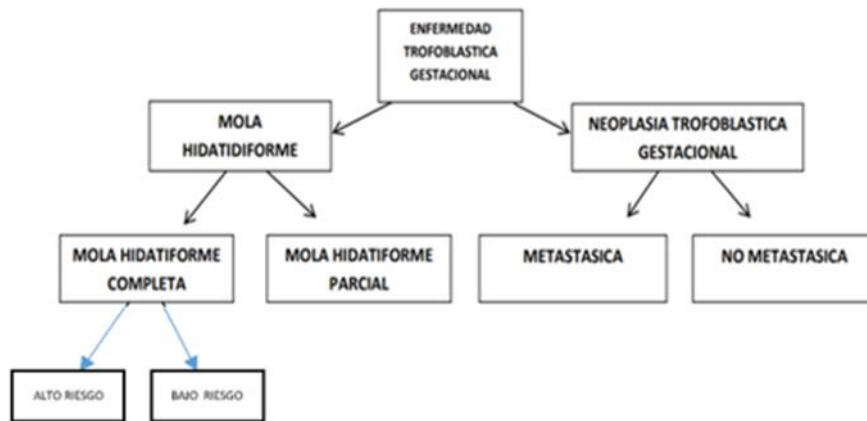 ENFERMEDAD
TROFOBLASTICA
GESTACIONAL
MOLA
HIDATIDIFORME
NEOPLASIA TROFOBLASTICA
GESTACIONAL
MOLA HIDATIFORME
COMPLETA
MOLA HIDATIFORME
PARCIAL
METASTASICA
NO METASTASICA
ALTO RIESGO
BAJO RIESGO